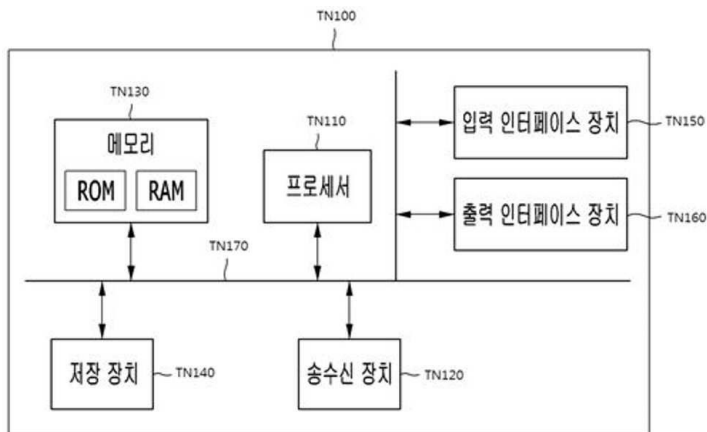 TN100
TN130
메모리
ROM RAM
TN110
프로세서
입력 인터페이스 장치
TN150
출력 인터페이스 장치
TN160
TN170
저장 장치
TN140
송수신 장치
TN120